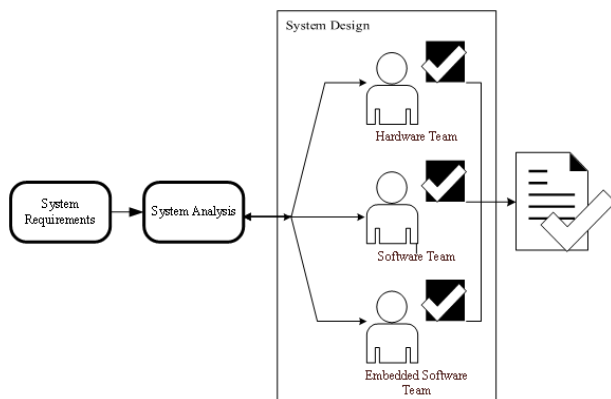 System Design
Hardware Team
System
Requirements
System Analysis
Software Team
Embedded Software
Team